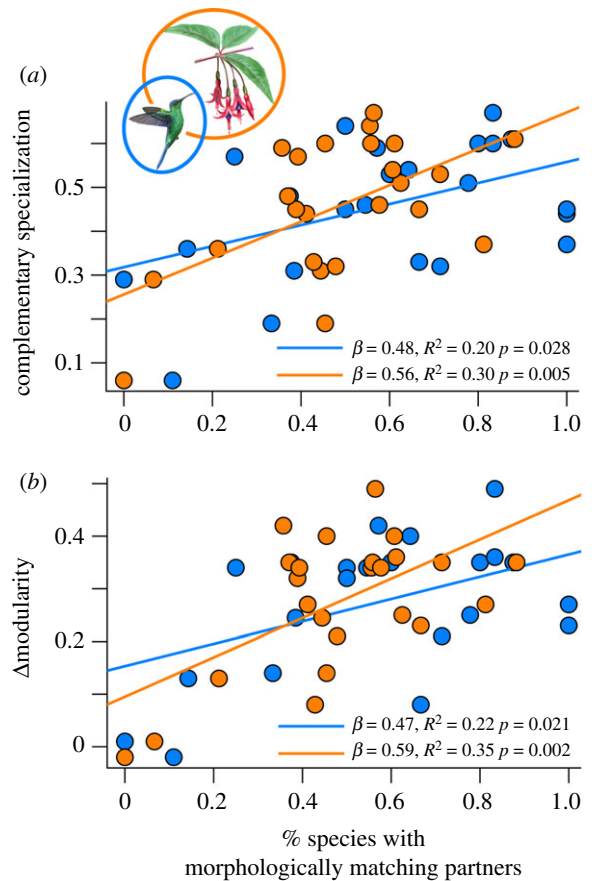 (a)
complementary specialization
0.5
0.3
0.1
β = 0.48, R² = 0.20 p = 0.028
β = 0.56, R² = 0.30 p = 0.005
0 0.2 0.4 0.6 0.8 1.0
(b)
Δmodularity
0.4
0.2
0
β = 0.47, R² = 0.22 p = 0.021
β = 0.59, R² = 0.35 p = 0.002
0 0.2 0.4 0.6 0.8 1.0
% species with
morphologically matching partners